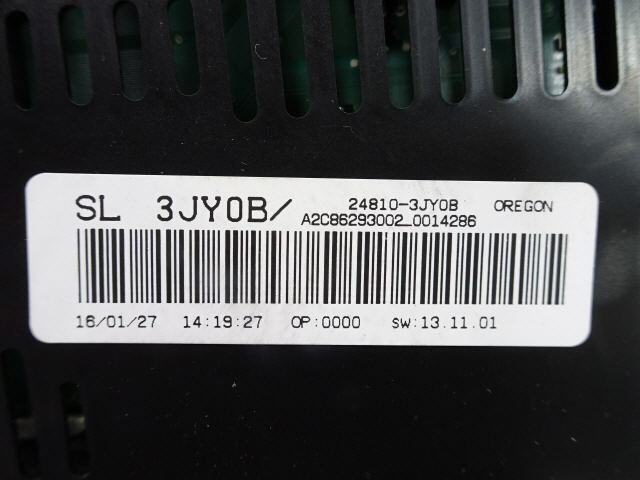 SL 3JY0B/ 24810-3JY0B OREGON
A2C86293002_0014286
16/01/27 14:19:27 OP:0000 SW:13.11.01